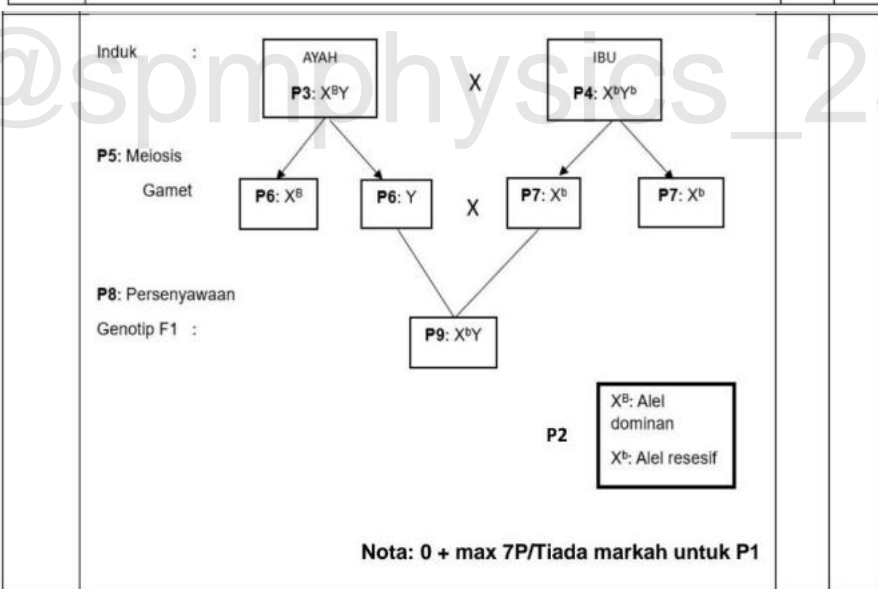 @spmphysics_2
Induk :
AYAH
P3: XᴮY
X
IBU
P4: XᵇYᵇ
P5: Meiosis
Gamet
P6: Xᴮ
P6: Y
X
P7: Xᵇ
P7: Xᵇ
P8: Persenyawaan
Genotip F1 :
P9: XᵇY
P2
Xᴮ: Alel
dominan
Xᵇ: Alel resesif
Nota: 0 + max 7P/Tiada markah untuk P1